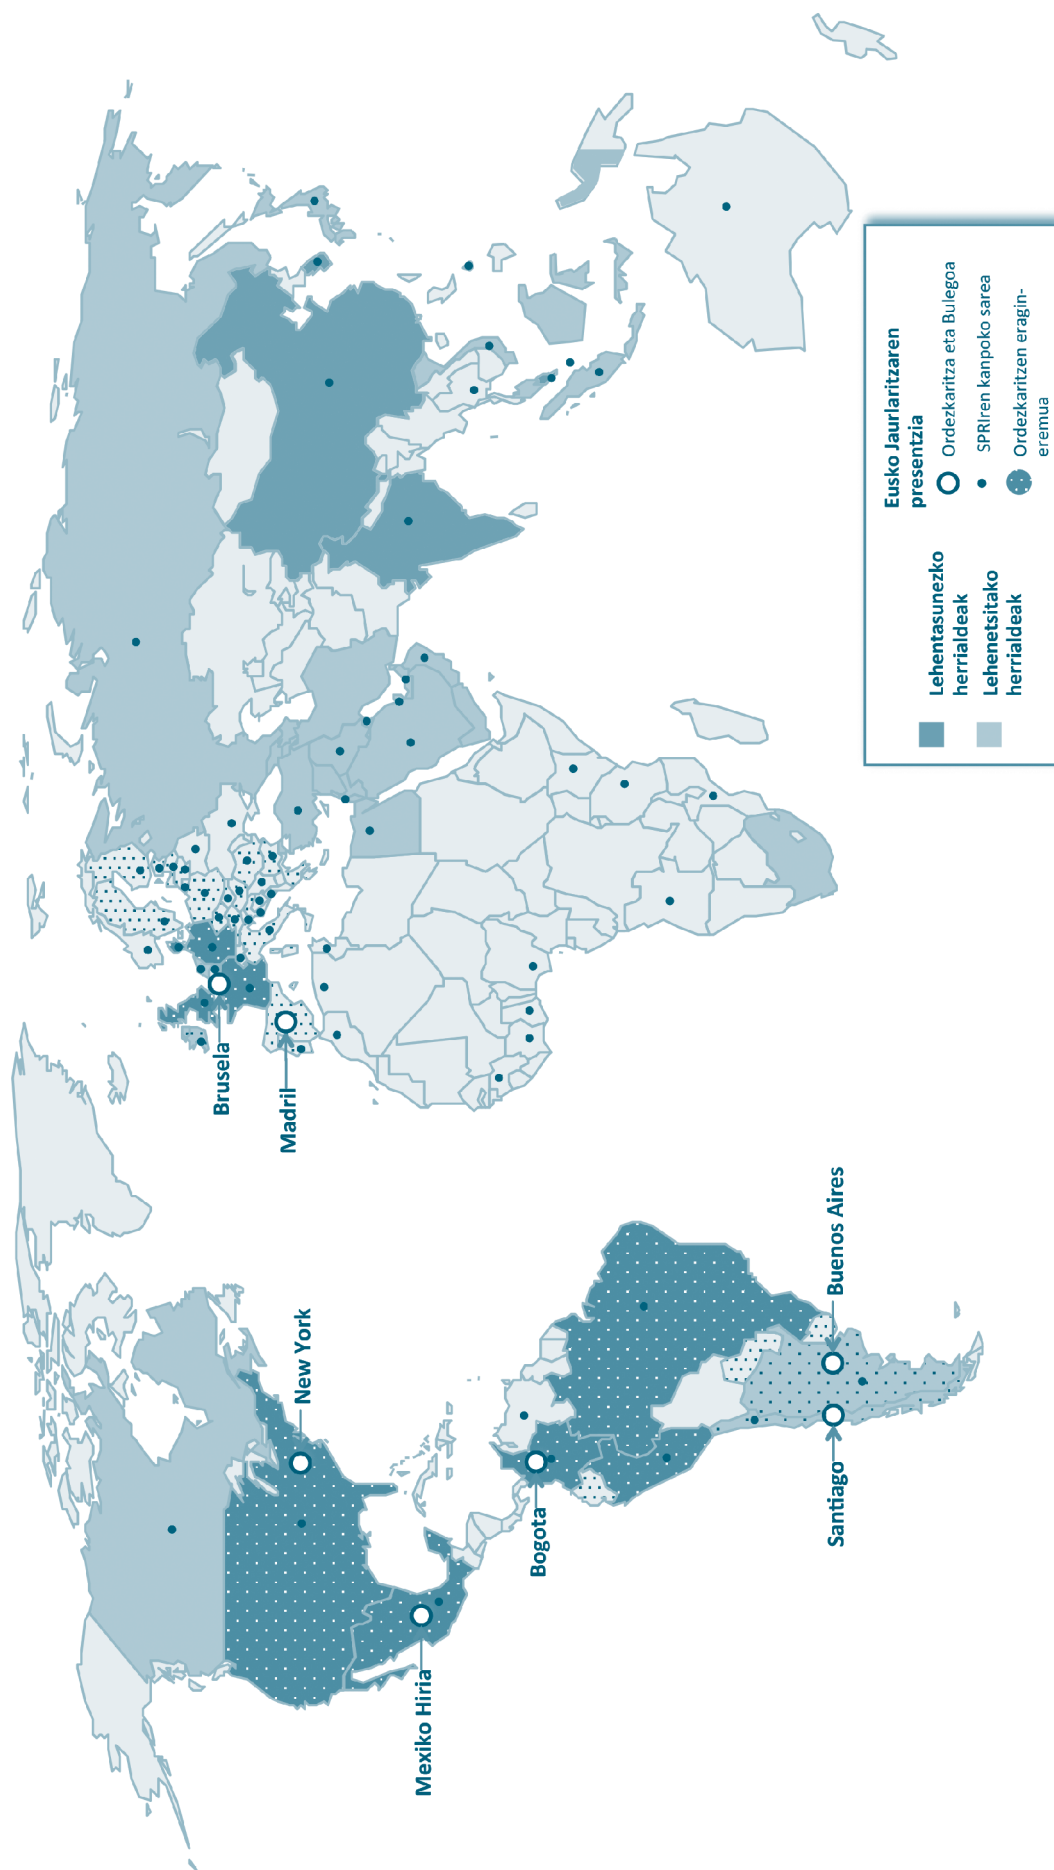 Brusela
Madril
New York
Mexiko Hiria
Bogota
Buenos Aires
Santiago
Lehentasunezko
herrialdeak
Lehenetsitako
herrialdeak
Eusko Jaurlaritzaren
presentzia
Ordezkaritza eta Bulegoa
SPRIren kanpoko sarea
Ordezkaritzen eragin-
eremua